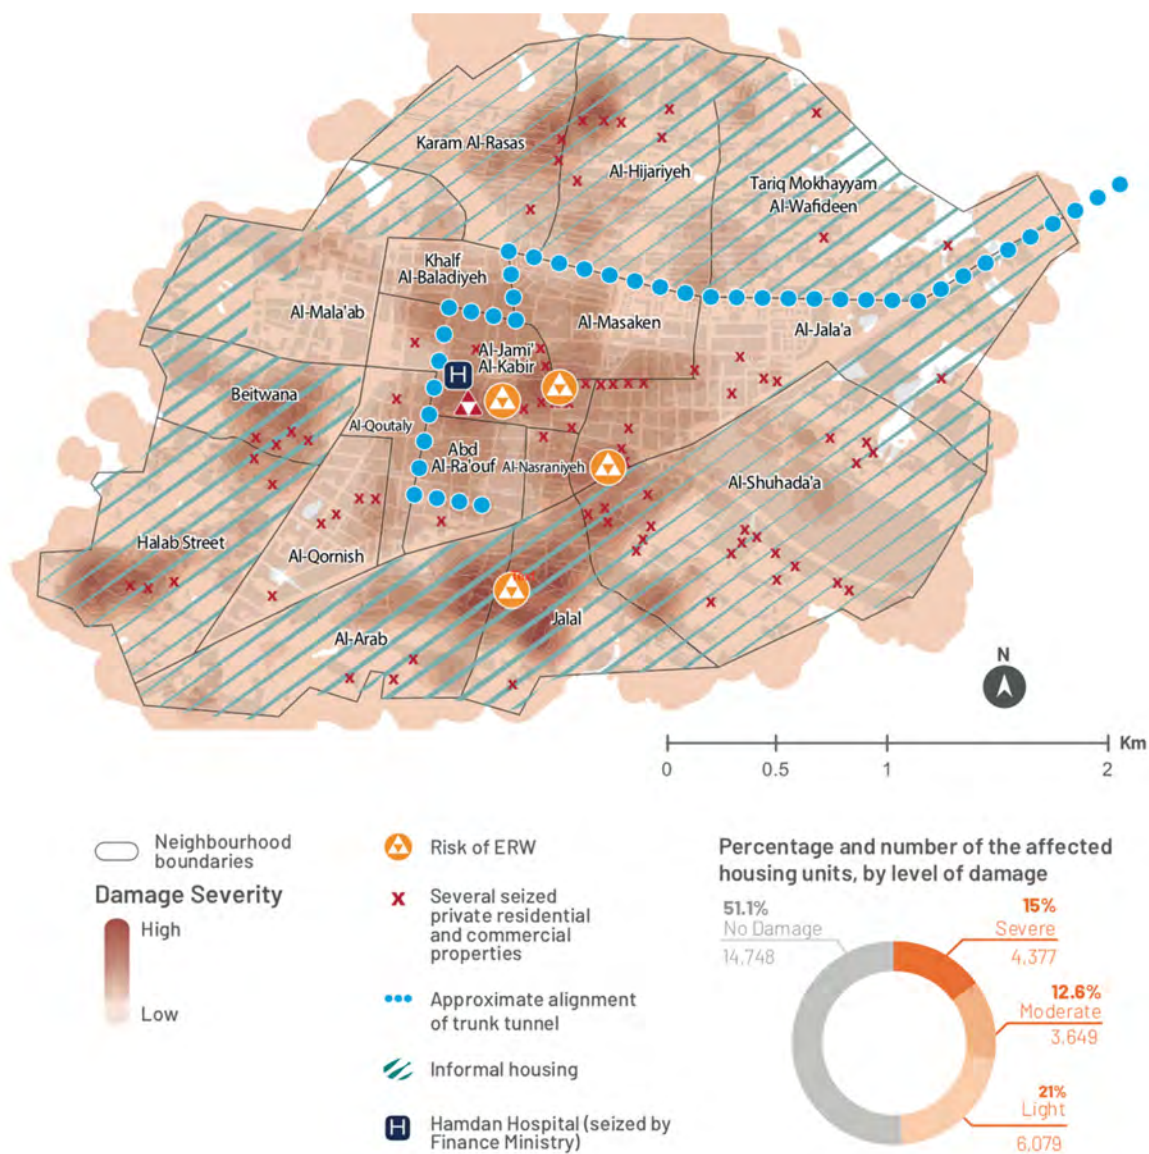 Karam Al-Rasas
Al-Hijariyeh
Tariq Mokhayyam
Al-Wafideen
Khalf
Al-Baladiyeh
Al-Mala'ab
Al-Masaken
Al-Jala'a
Al-Jami'
Al-Kabir
Beitwana
Al-Qoutaly
Abd
Al-Ra'ouf
Al-Nasraniyeh
Al-Shuhada'a
Halab Street
Al-Qornish
Jalal
Al-Arab
N
Km
0
0.5
1
2
Neighbourhood
boundaries
Damage Severity
High
Low
Risk of ERW
x
Several seized
private residential
and commercial
properties
Approximate alignment
of trunk tunnel
Informal housing
H
Hamdan Hospital (seized by
Finance Ministry)
Percentage and number of the affected
housing units, by level of damage
51.1%
No Damage
14,748
15%
Severe
4,377
12.6%
Moderate
3,649
21%
Light
6,079